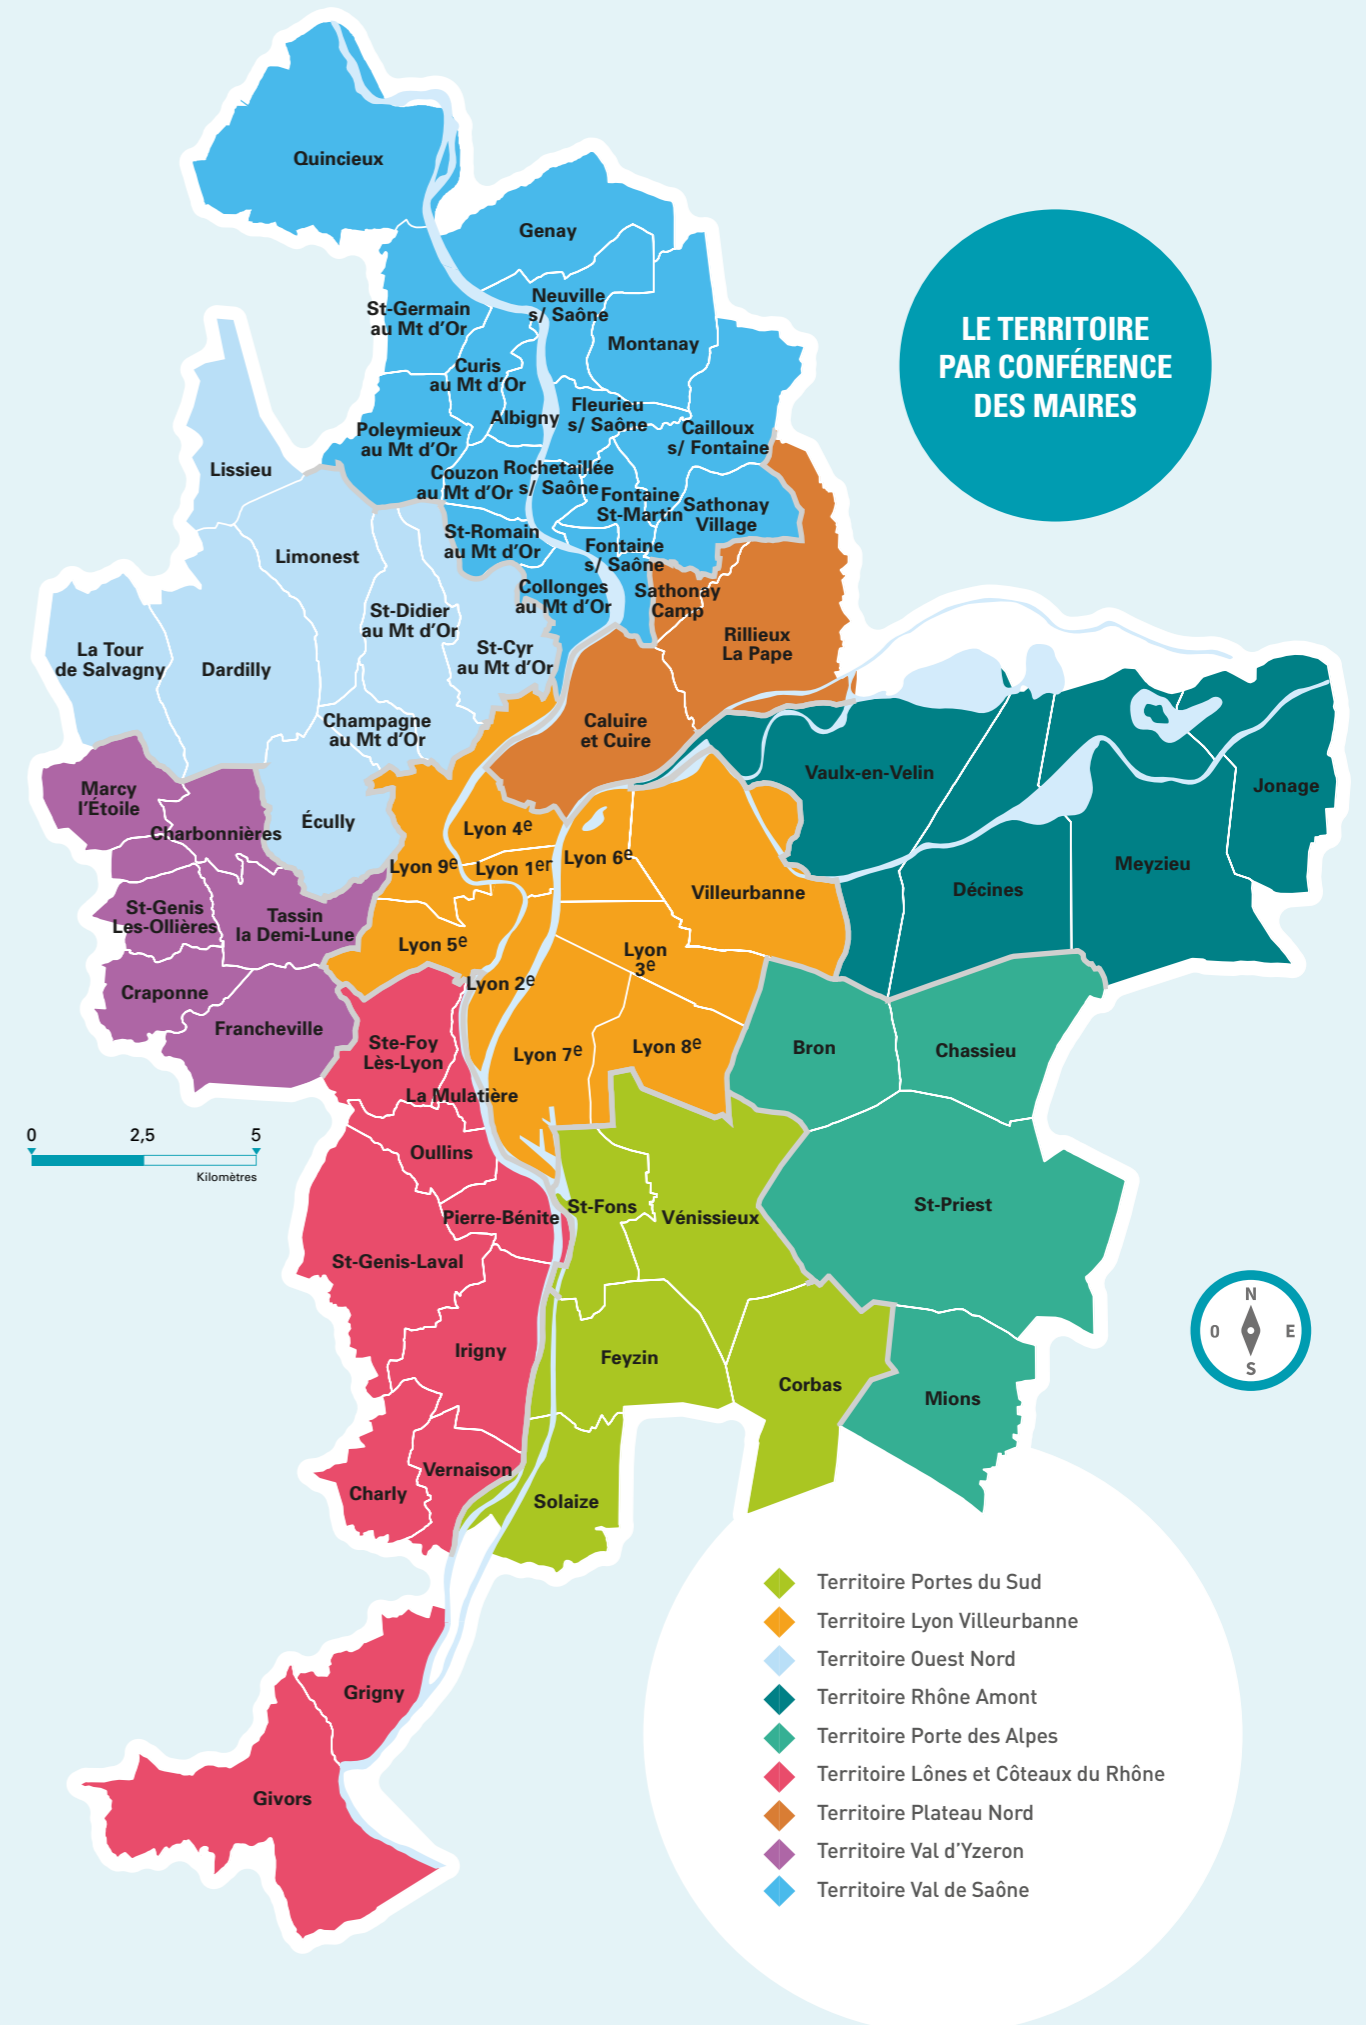 Quincieux
Genay
LE TERRITOIRE
PAR CONFÉRENCE
DES MAIRES
St-Germain
au Mt d’Or
Neuville
s/ Saône
Montanay
Curis
au Mt d’Or
Albigny
Fleurieu
s/ Saône
Cailloux
s/ Fontaine
Poleymieux
au Mt d’Or
Lissieu
Couzon
au Mt d’Or
Rochetaillée
s/ Saône
Fontaine
St-Martin
Sathonay
Village
St-Romain
au Mt d’Or
Fontaine
s/ Saône
Limonest
Collonges
au Mt d’Or
Sathonay
Camp
St-Didier
au Mt d’Or
Rillieux
La Pape
La Tour
de Salvagny
Dardilly
St-Cyr
au Mt d’Or
Champagne
au Mt d’Or
Caluire
et Cuire
Vaulx-en-Velin
Jonage
Marcy
l’Étoile
Charbonnières
Écully
Lyon 4e
Lyon 9e
Lyon 1er
Lyon 6e
Villeurbanne
Décines
Meyzieu
St-Genis
Les-Ollières
Tassin
la Demi-Lune
Lyon 5e
Lyon
3e
Lyon 2e
Craponne
Francheville
Ste-Foy
Lès-Lyon
Lyon 7e
Lyon 8e
Bron
Chassieu
La Mulatière
0 2,5 5
Kilomètres
Oullins
Pierre-Bénite
St-Fons
Vénissieux
St-Priest
St-Genis-Laval
Irigny
Feyzin
Corbas
Mions
N
O E
S
Vernaison
Charly
Solaize
Grigny
Givors
Territoire Portes du Sud
Territoire Lyon Villeurbanne
Territoire Ouest Nord
Territoire Rhône Amont
Territoire Porte des Alpes
Territoire Lônes et Côteaux du Rhône
Territoire Plateau Nord
Territoire Val d’Yzeron
Territoire Val de Saône